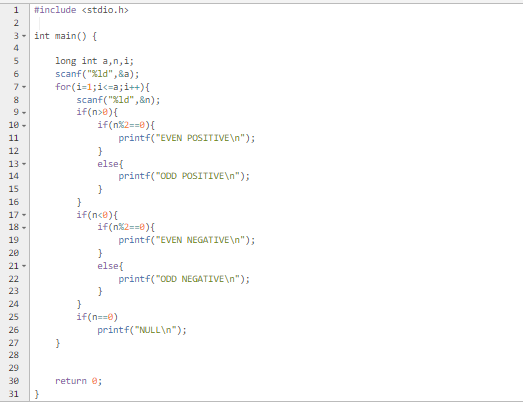 1 #include <stdio.h>
2
3 int main() {
4
5 long int a,n,i;
6 scanf("%ld",&a);
7 for(i=1;i<=a;i++){
8 scanf("%ld",&n);
9 if(n>0){
10 if(n%2==0){
11 printf("EVEN POSITIVE\n");
12 }
13 else{
14 printf("ODD POSITIVE\n");
15 }
16 }
17 if(n<0){
18 if(n%2==0){
19 printf("EVEN NEGATIVE\n");
20 }
21 else{
22 printf("ODD NEGATIVE\n");
23 }
24 }
25 if(n==0)
26 printf("NULL\n");
27 }
28
29
30 return 0;
31 }